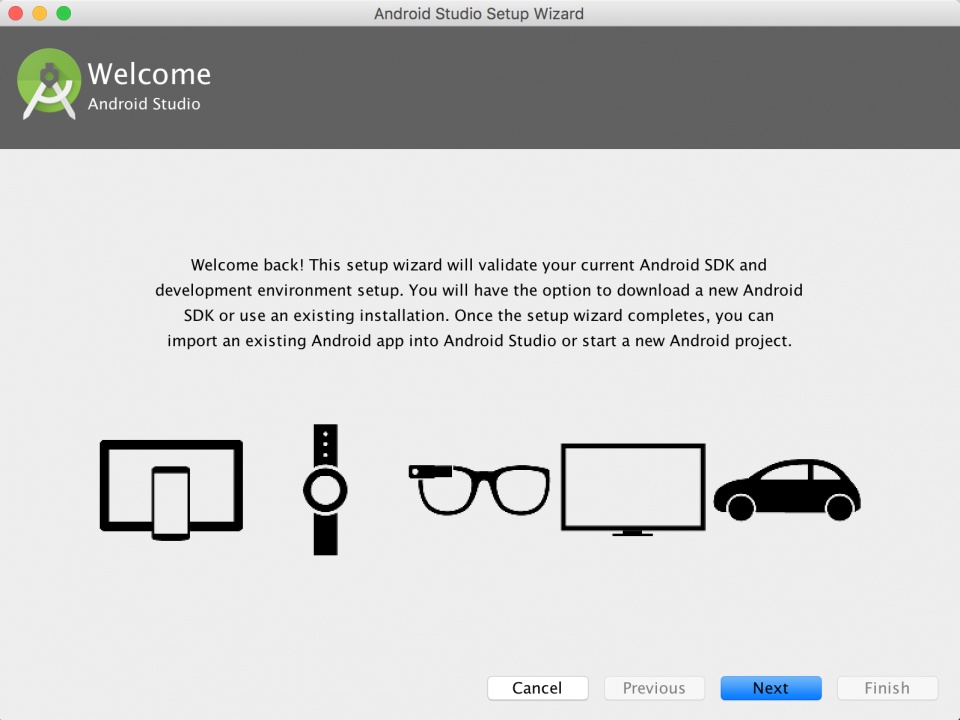 Android Studio Setup Wizard
Welcome
Android Studio
Welcome back! This setup wizard will validate your current Android SDK and
development environment setup. You will have the option to download a new Android
SDK or use an existing installation. Once the setup wizard completes, you can
import an existing Android app into Android Studio or start a new Android project.
Cancel Previous Next Finish